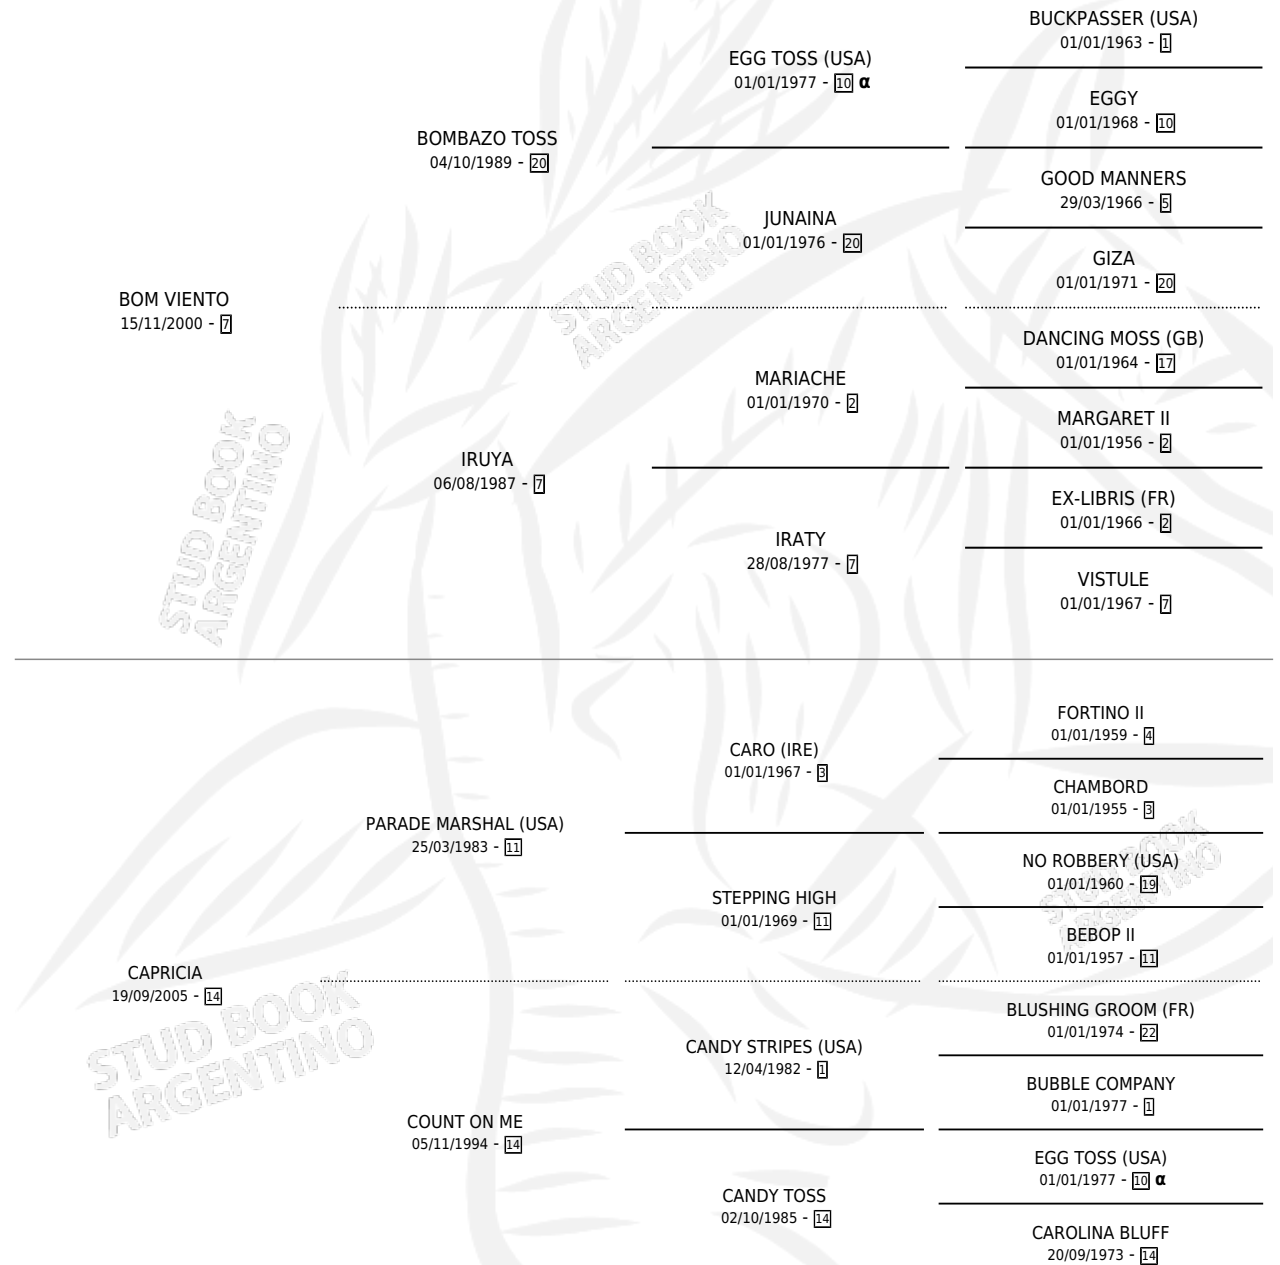 BUCKPASSER (USA)
01/01/1963 - 1
EGG TOSS (USA)
01/01/1977 - 10 α
EGGY
01/01/1968 - 10
BOMBAZO TOSS
04/10/1989 - 20
GOOD MANNERS
29/03/1966 - 5
JUNAINA
01/01/1976 - 20
GIZA
01/01/1971 - 20
BOM VIENTO
15/11/2000 - 7
STUD BOOK
ARGENTINO
DANCING MOSS (GB)
01/01/1964 - 17
MARIACHE
01/01/1970 - 2
MARGARET II
01/01/1956 - 2
IRUYA
06/08/1987 - 7
EX-LIBRIS (FR)
01/01/1966 - 2
IRATY
28/08/1977 - 7
VISTULE
01/01/1967 - 7
STUD BOOK
ARGENTINO
FORTINO II
01/01/1959 - 4
CARO (IRE)
01/01/1967 - 3
CHAMBORD
01/01/1955 - 3
PARADE MARSHAL (USA)
25/03/1983 - 11
NO ROBBERY (USA)
01/01/1960 - 19
STUD BOOK
ARGENTINO
STEPPING HIGH
01/01/1969 - 11
BEBOP II
01/01/1957 - 11
CAPRICIA
19/09/2005 - 14
STUD BOOK
ARGENTINO
BLUSHING GROOM (FR)
01/01/1974 - 22
CANDY STRIPES (USA)
12/04/1982 - 1
BUBBLE COMPANY
01/01/1977 - 1
COUNT ON ME
05/11/1994 - 14
EGG TOSS (USA)
01/01/1977 - 10 α
CANDY TOSS
02/10/1985 - 14
CAROLINA BLUFF
20/09/1973 - 14